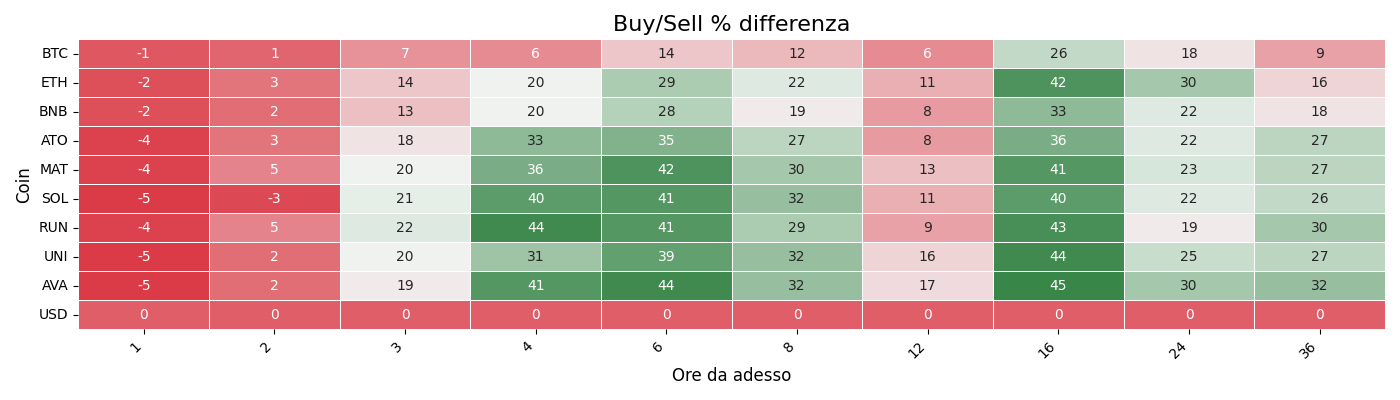 Buy/Sell % differenza
Coin
BTC -1 1 7 6 14 12 6 26 18 9
ETH -2 3 14 20 29 22 11 42 30 16
BNB -2 2 13 20 28 19 8 33 22 18
ATO -4 3 18 33 35 27 8 36 22 27
MAT -4 5 20 36 42 30 13 41 23 27
SOL -5 -3 21 40 41 32 11 40 22 26
RUN -4 5 22 44 41 29 9 43 19 30
UNI -5 2 20 31 39 32 16 44 25 27
AVA -5 2 19 41 44 32 17 45 30 32
USD 0 0 0 0 0 0 0 0 0 0
1 2 3 4 6 8 12 16 24 36
Ore da adesso